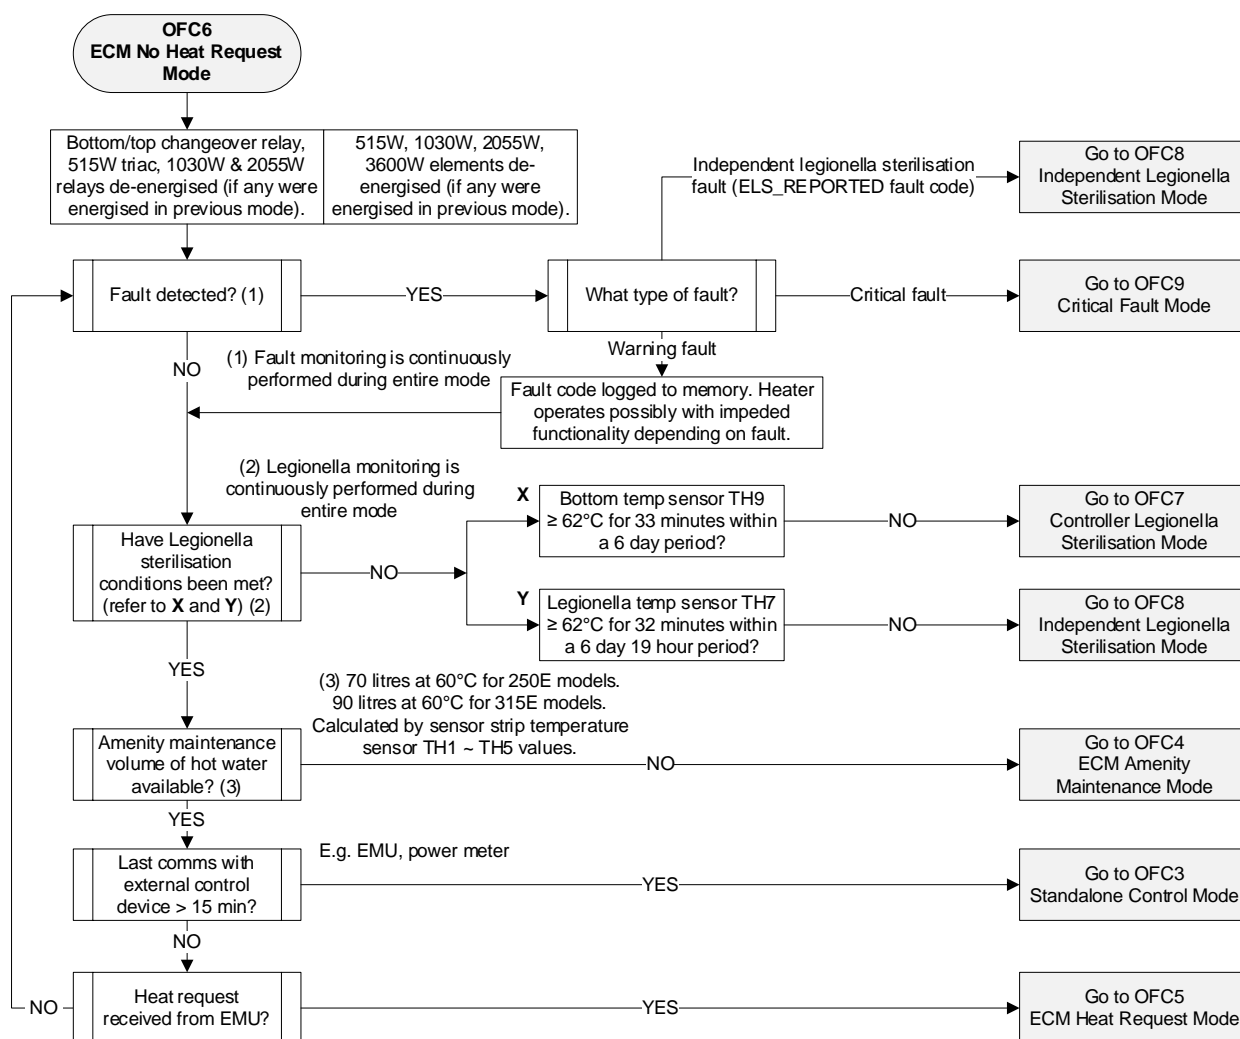 OFC6
ECM No Heat Request
Mode
Bottom/top changeover relay,
515W triac, 1030W & 2055W
relays de-energised (if any were
energised in previous mode).
515W, 1030W, 2055W,
3600W elements de-
energised (if any were
energised in previous mode).
Independent legionella sterilisation
fault (ELS_REPORTED fault code)
Go to OFC8
Independent Legionella
Sterilisation Mode
Fault detected? (1)
YES
What type of fault?
Critical fault
Go to OFC9
Critical Fault Mode
NO
(1) Fault monitoring is continuously
performed during entire mode
Warning fault
Fault code logged to memory. Heater
operates possibly with impeded
functionality depending on fault.
(2) Legionella monitoring is
continuously performed during
entire mode
Have Legionella
sterilisation
conditions been met?
(refer to X and Y) (2)
NO
X
Bottom temp sensor TH9
≥ 62°C for 33 minutes within
a 6 day period?
NO
Go to OFC7
Controller Legionella
Sterilisation Mode
Y
Legionella temp sensor TH7
≥ 62°C for 32 minutes within
a 6 day 19 hour period?
NO
Go to OFC8
Independent Legionella
Sterilisation Mode
YES
(3) 70 litres at 60°C for 250E models.
90 litres at 60°C for 315E models.
Calculated by sensor strip temperature
sensor TH1 ~ TH5 values.
Amenity maintenance
volume of hot water
available? (3)
NO
Go to OFC4
ECM Amenity
Maintenance Mode
YES
E.g. EMU, power meter
Last comms with
external control
device > 15 min?
YES
Go to OFC3
Standalone Control Mode
NO
NO
Heat request
received from EMU?
YES
Go to OFC5
ECM Heat Request Mode